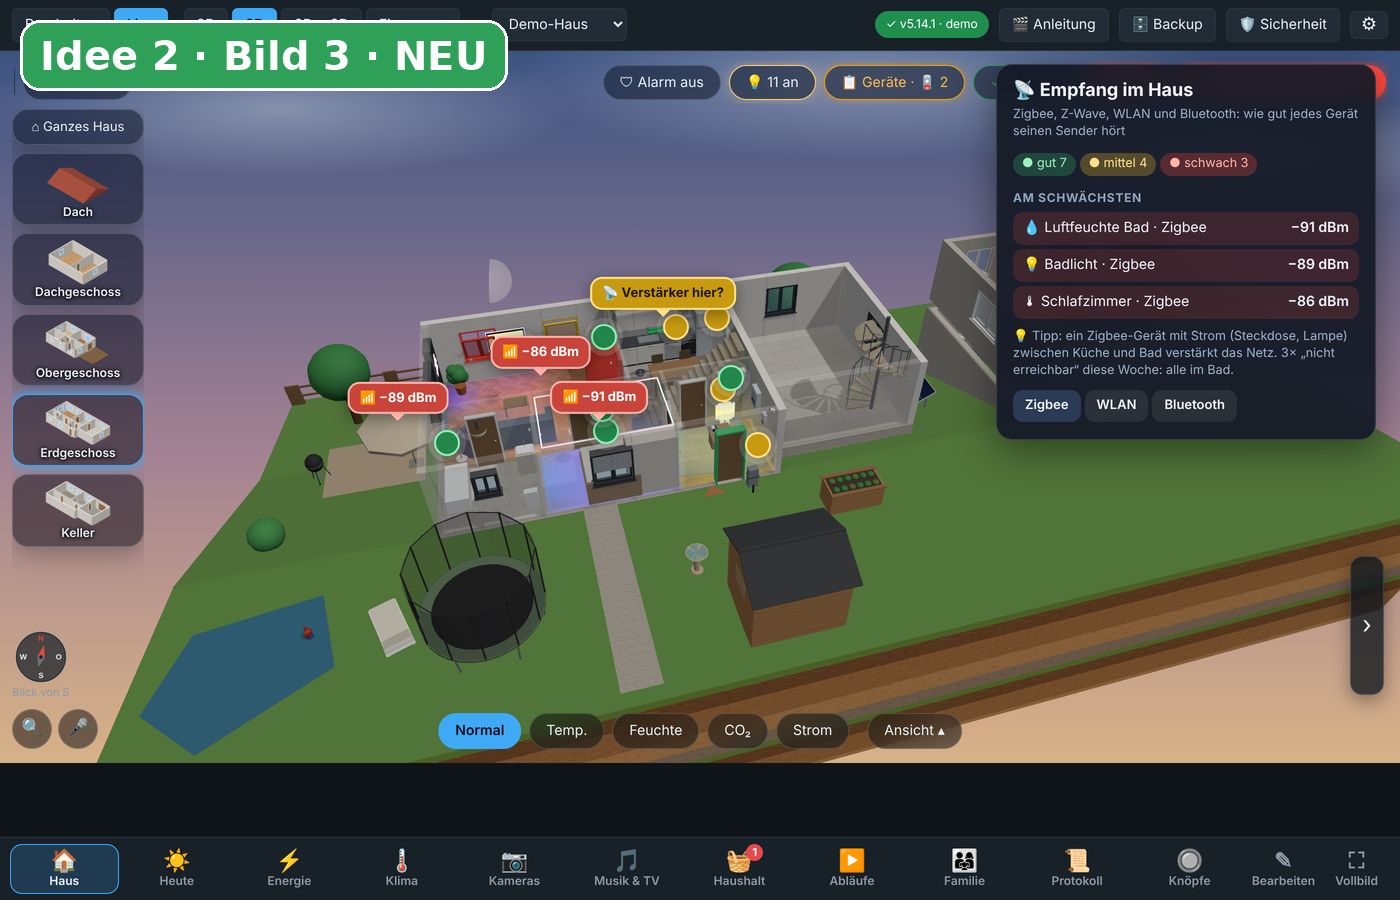 Idee 2 · Bild 3 · NEU
Demo-Haus
✓ v5.14.1 · demo
🎬 Anleitung
🗄️ Backup
🛡️ Sicherheit
🛡 Alarm aus
💡 11 an
📋 Geräte · 🪫 2
📡 Empfang im Haus
Zigbee, Z-Wave, WLAN und Bluetooth: wie gut jedes Gerät
seinen Sender hört
gut 7
mittel 4
schwach 3
AM SCHWÄCHSTEN
💧 Luftfeuchte Bad · Zigbee −91 dBm
💡 Badlicht · Zigbee −89 dBm
🌡 Schlafzimmer · Zigbee −86 dBm
💡 Tipp: ein Zigbee-Gerät mit Strom (Steckdose, Lampe)
zwischen Küche und Bad verstärkt das Netz. 3× „nicht
erreichbar“ diese Woche: alle im Bad.
Zigbee
WLAN
Bluetooth
⌂ Ganzes Haus
Dach
Dachgeschoss
Obergeschoss
Erdgeschoss
Keller
📡 Verstärker hier?
📶 −86 dBm
📶 −89 dBm
📶 −91 dBm
N
W
O
S
Blick von S
Normal
Temp.
Feuchte
CO₂
Strom
Ansicht ▴
›
Haus
Heute
Energie
Klima
Kameras
Musik & TV
1
Haushalt
Abläufe
Familie
Protokoll
Knöpfe
Bearbeiten
Vollbild